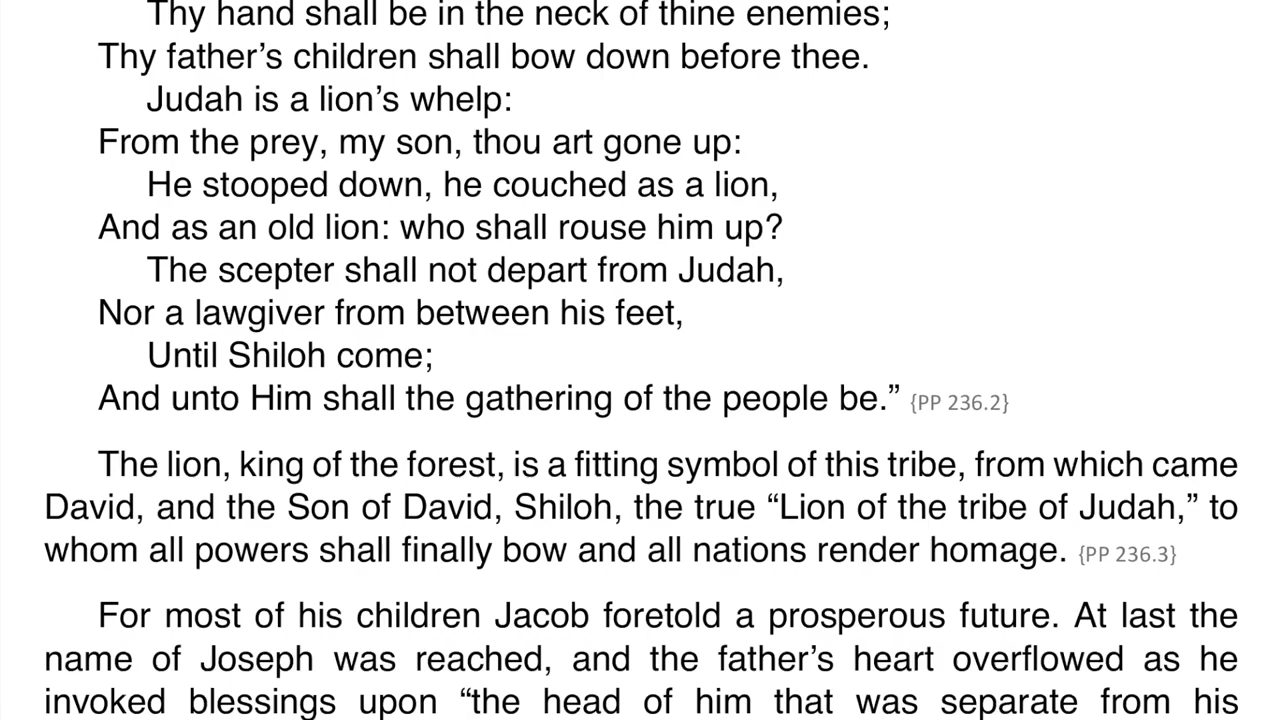 Thy hand shall be in the neck of thine enemies;
Thy father’s children shall bow down before thee.
Judah is a lion’s whelp:
From the prey, my son, thou art gone up:
He stooped down, he couched as a lion,
And as an old lion: who shall rouse him up?
The scepter shall not depart from Judah,
Nor a lawgiver from between his feet,
Until Shiloh come;
And unto Him shall the gathering of the people be.” {PP 236.2}
The lion, king of the forest, is a fitting symbol of this tribe, from which came
David, and the Son of David, Shiloh, the true “Lion of the tribe of Judah,” to
whom all powers shall finally bow and all nations render homage. {PP 236.3}
For most of his children Jacob foretold a prosperous future. At last the
name of Joseph was reached, and the father’s heart overflowed as he
invoked blessings upon “the head of him that was separate from his